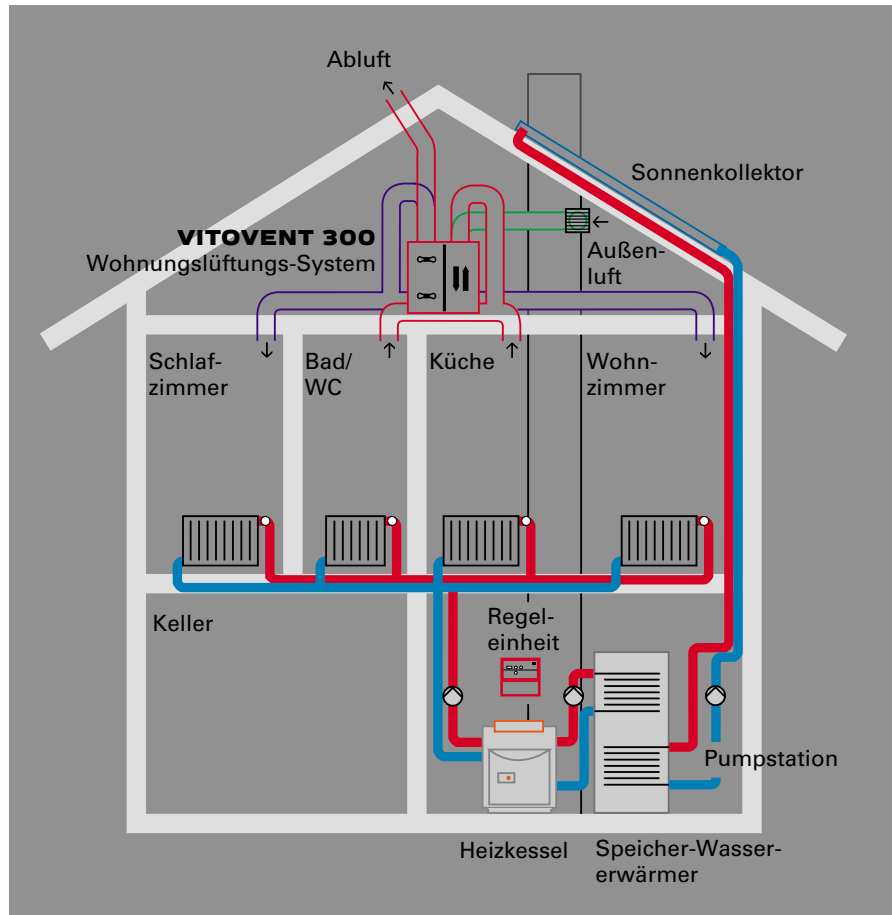 Abluft
Sonnenkollektor
VITOVENT 300
Wohnungslüftungs-System
Außen-
luft
Schlaf-
zimmer
Bad/
WC
Küche
Wohn-
zimmer
Keller
Regel-
einheit
Pumpstation
Heizkessel
Speicher-Wasser-
erwärmer